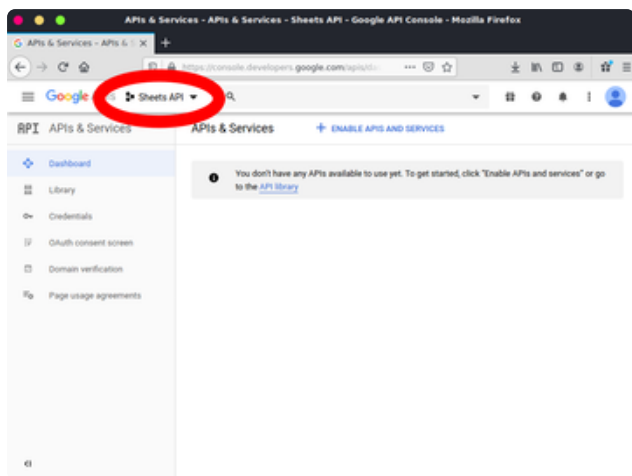 APIs & Services - APIs & Services - Sheets API - Google API Console - Mozilla Firefox
APIs & Services - APIs & S
https://console.developers.google.com/apis/da
Google Sheets API
API APIs & Services
APIs & Services
ENABLE APIS AND SERVICES
Dashboard
You don't have any APIs available to use yet. To get started, click "Enable APIs and services" or go
to the API library
Library
Credentials
OAuth consent screen
Domain verification
Page usage agreements